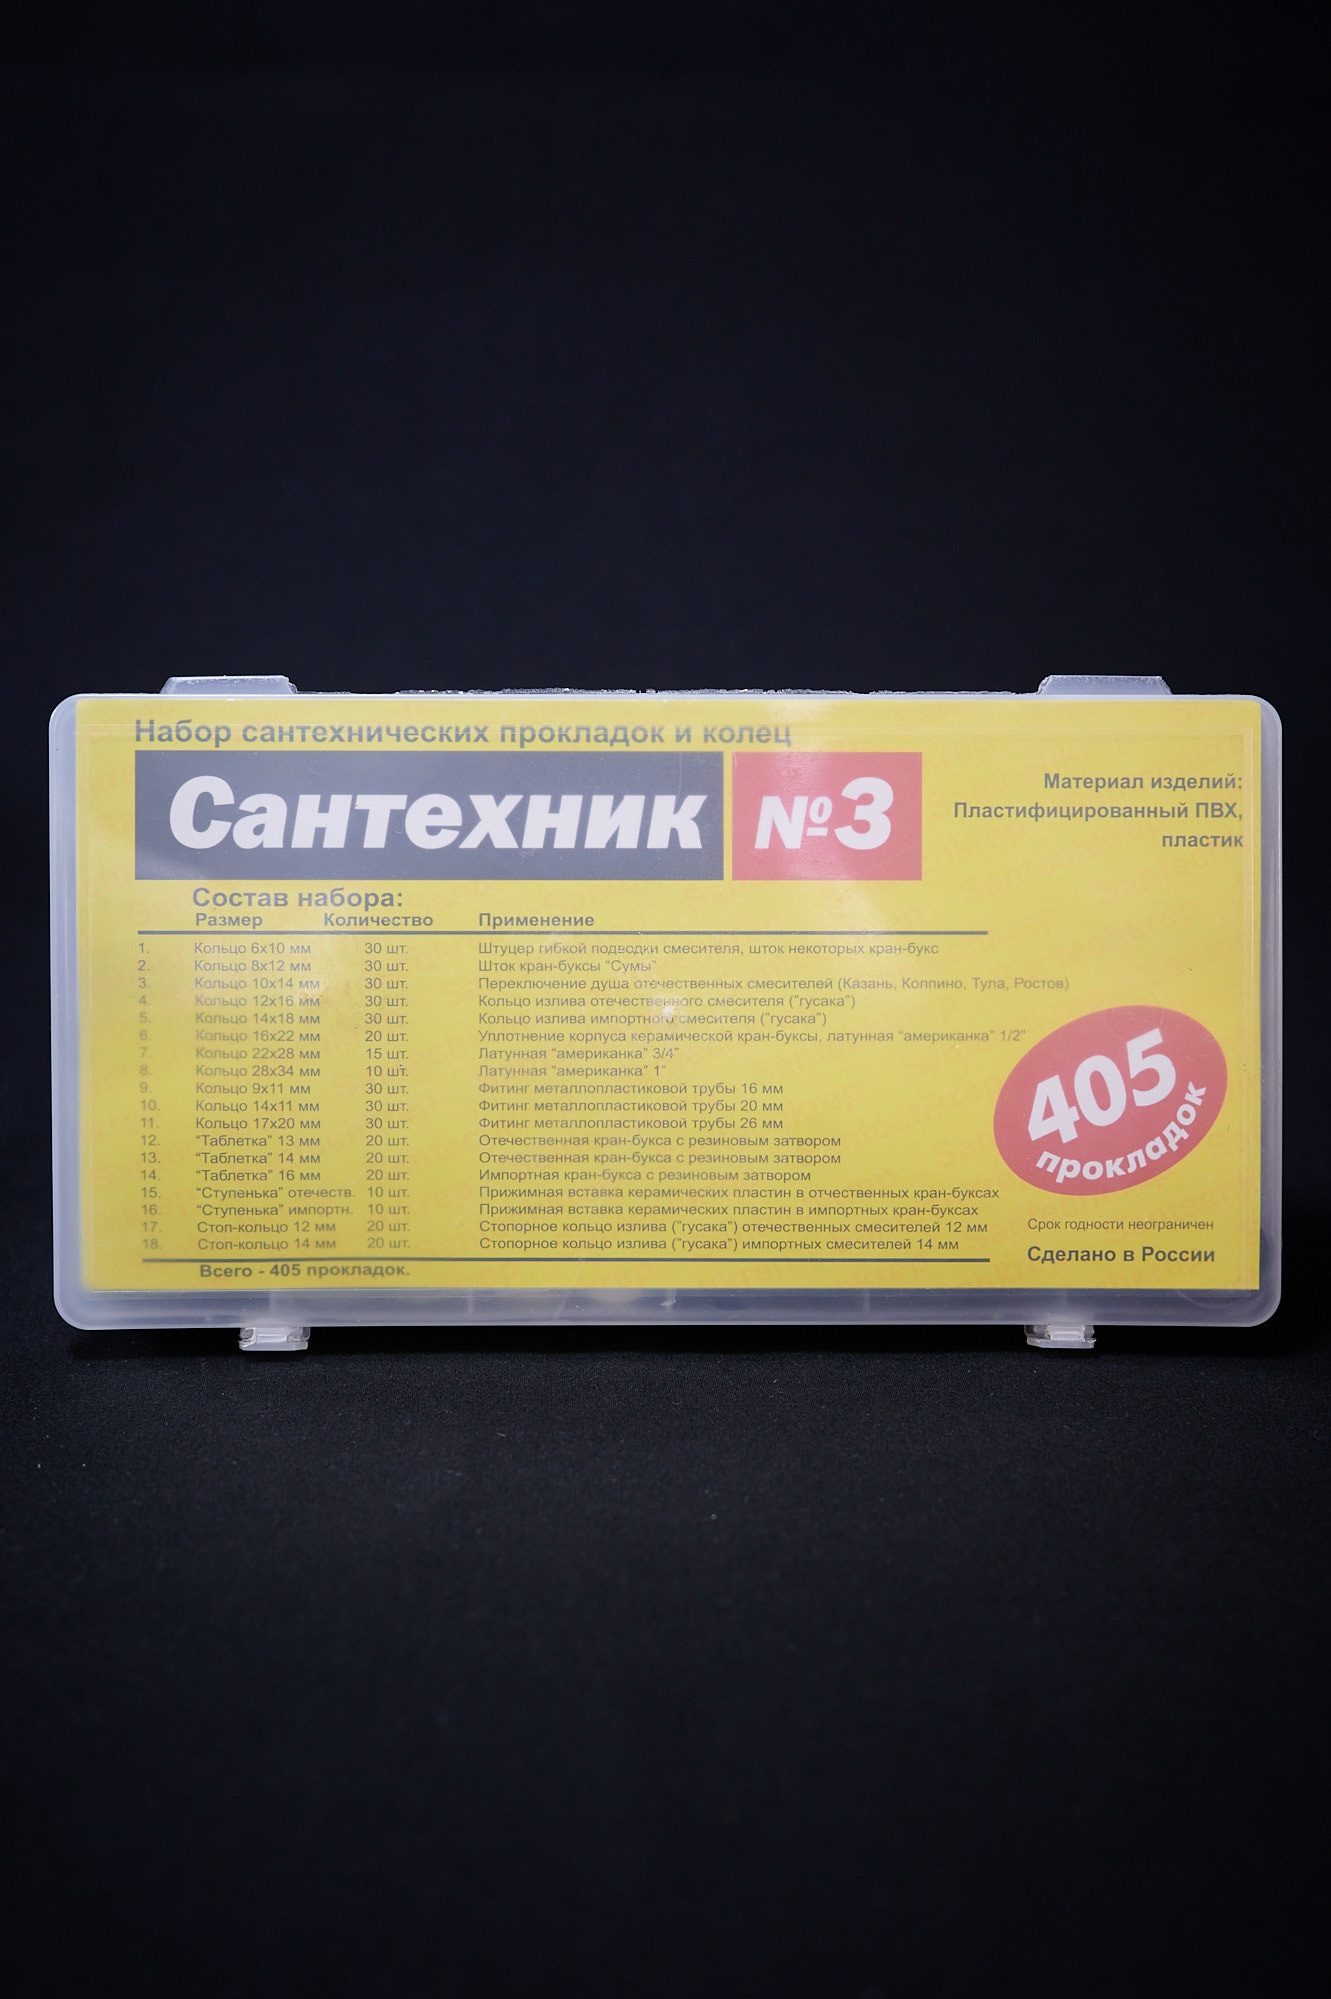 Набор сантехнических прокладок и колец
Сантехник №3
Материал изделий:
Пластифицированный ПВХ,
пластик
Состав набора:
Размер Количество Применение
1. Кольцо 6х10 мм 30 шт. Штуцер гибкой подводки смесителя, шток некоторых кран-букс
2. Кольцо 8х12 мм 30 шт. Шток кран-буксы “Сумы”
3. Кольцо 10х14 мм 30 шт. Переключение душа отечественных смесителей (Казань, Колпино, Тула, Ростов)
4. Кольцо 12х16 мм 30 шт. Кольцо излива отечественного смесителя ("гусака")
5. Кольцо 14х18 мм 30 шт. Кольцо излива импортного смесителя ("гусака")
6. Кольцо 16х22 мм 20 шт. Уплотнение корпуса керамической кран-буксы, латунная “американка” 1/2”
7. Кольцо 22х28 мм 15 шт. Латунная “американка” 3/4”
8. Кольцо 28х34 мм 10 шт. Латунная “американка” 1”
9. Кольцо 9х11 мм 30 шт. Фитинг металлопластиковой трубы 16 мм
10. Кольцо 14х11 мм 30 шт. Фитинг металлопластиковой трубы 20 мм
11. Кольцо 17х20 мм 30 шт. Фитинг металлопластиковой трубы 26 мм
12. “Таблетка” 13 мм 20 шт. Отечественная кран-букса с резиновым затвором
13. “Таблетка” 14 мм 20 шт. Отечественная кран-букса с резиновым затвором
14. “Таблетка” 16 мм 20 шт. Импортная кран-букса с резиновым затвором
15. “Ступенька” отечеств. 10 шт. Прижимная вставка керамических пластин в отчественных кран-буксах
16. “Ступенька” импортн. 10 шт. Прижимная вставка керамических пластин в импортных кран-буксах
17. Стоп-кольцо 12 мм 20 шт. Стопорное кольцо излива ("гусака") отечественных смесителей 12 мм
18. Стоп-кольцо 14 мм 20 шт. Стопорное кольцо излива ("гусака") импортных смесителей 14 мм
Всего - 405 прокладок.
405
прокладок
Срок годности неограничен
Сделано в России